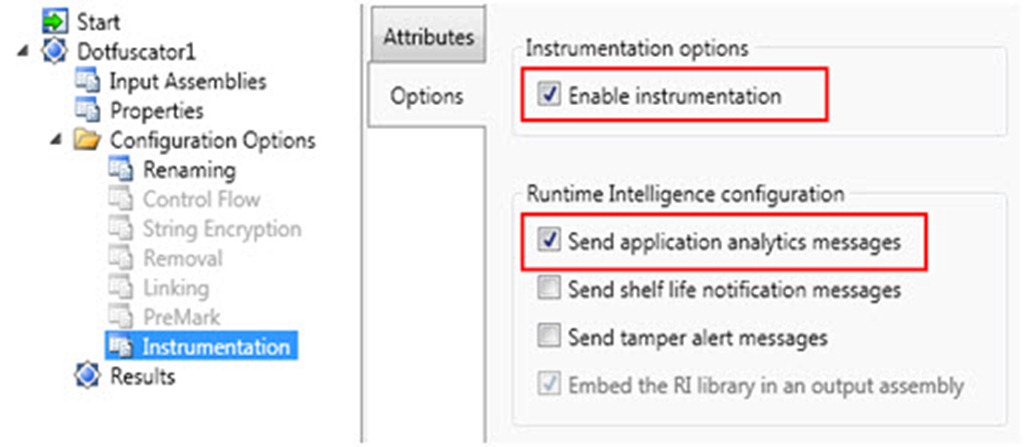 Start
Dotfuscator1
Input Assemblies
Properties
Configuration Options
Renaming
Control Flow
String Encryption
Removal
Linking
PreMark
Instrumentation
Results
Attributes
Options
Instrumentation options
Enable instrumentation
Runtime Intelligence configuration
Send application analytics messages
Send shelf life notification messages
Send tamper alert messages
Embed the RI library in an output assembly